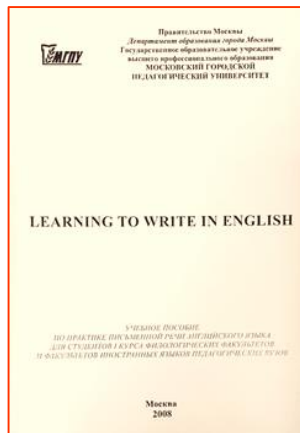 МГПУ
Правительство Москвы
Департамент образования города Москвы
Государственное образовательное учреждение
высшего профессионального образования
МОСКОВСКИЙ ГОРОДСКОЙ
ПЕДАГОГИЧЕСКИЙ УНИВЕРСИТЕТ
LEARNING TO WRITE IN ENGLISH
УЧЕБНОЕ ПОСОБИЕ
ПО ПРАКТИКЕ ПИСЬМЕННОЙ РЕЧИ АНГЛИЙСКОГО ЯЗЫКА
ДЛЯ СТУДЕНТОВ I КУРСА ФИЛОЛОГИЧЕСКИХ ФАКУЛЬТЕТОВ
И ФАКУЛЬТЕТОВ ИНОСТРАННЫХ ЯЗЫКОВ ПЕДАГОГИЧЕСКИХ ВУЗОВ
Москва
2008